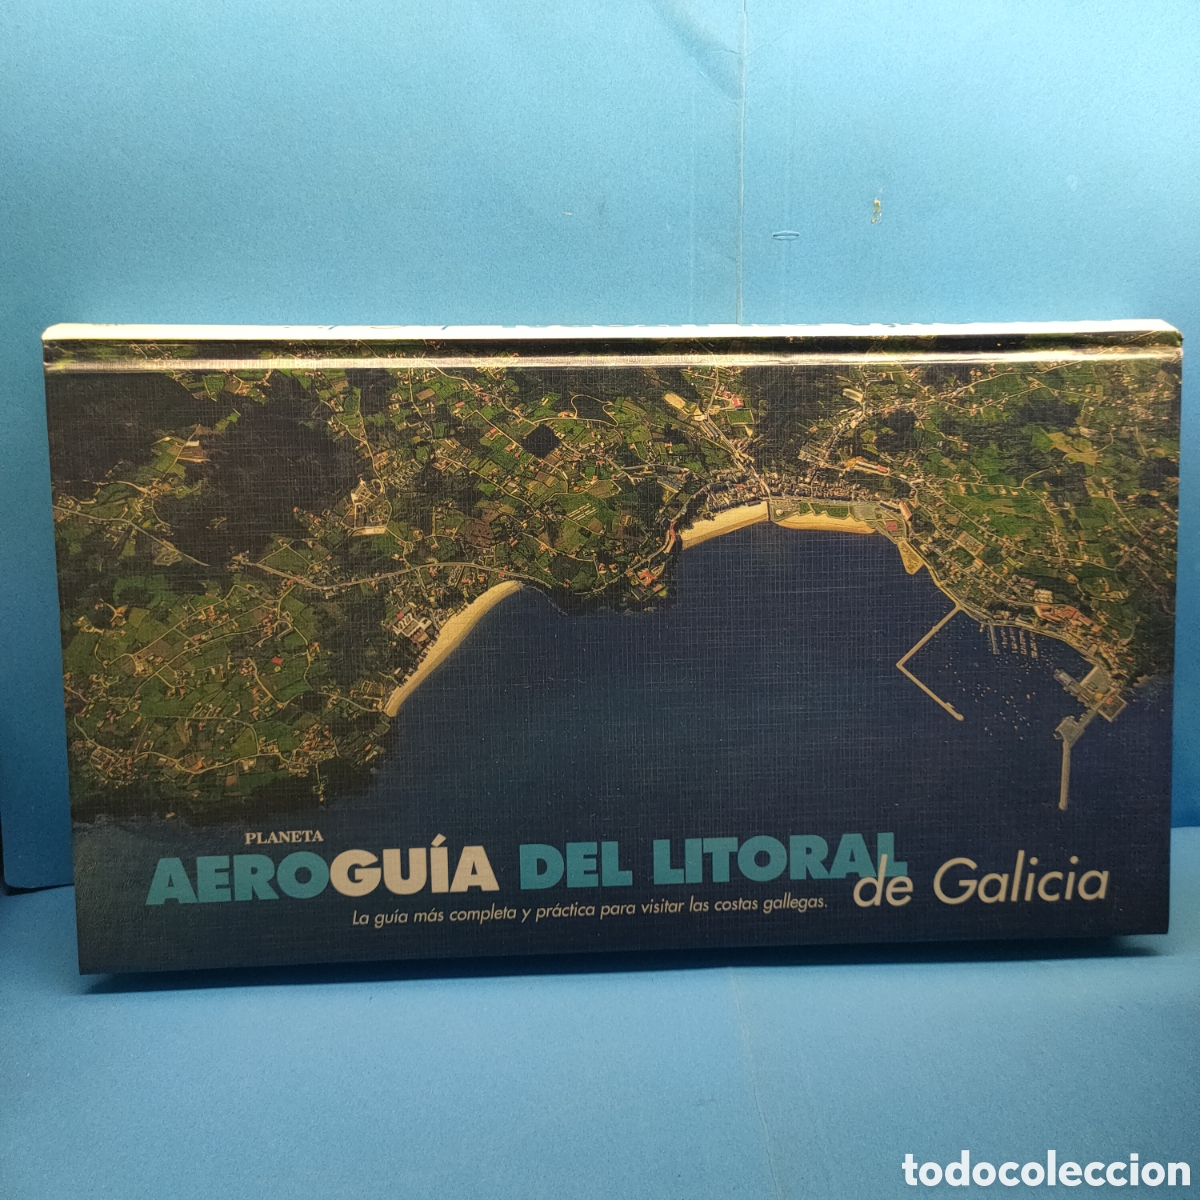 PLANETA
AEROGUÍA DEL LITORAL
de Galicia
La guía más completa y práctica para visitar las costas gallegas.
todocoleccion